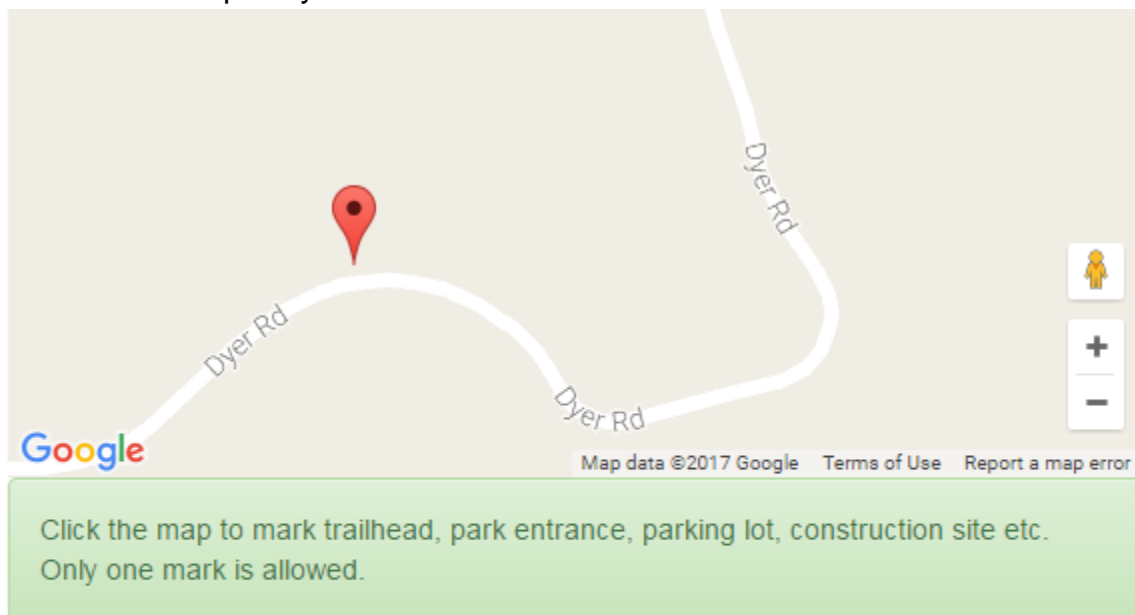 Dyer Rd
Dyer Rd
Dyer Rd
+
−
Google
Map data ©2017 Google Terms of Use Report a map error
Click the map to mark trailhead, park entrance, parking lot, construction site etc.
Only one mark is allowed.